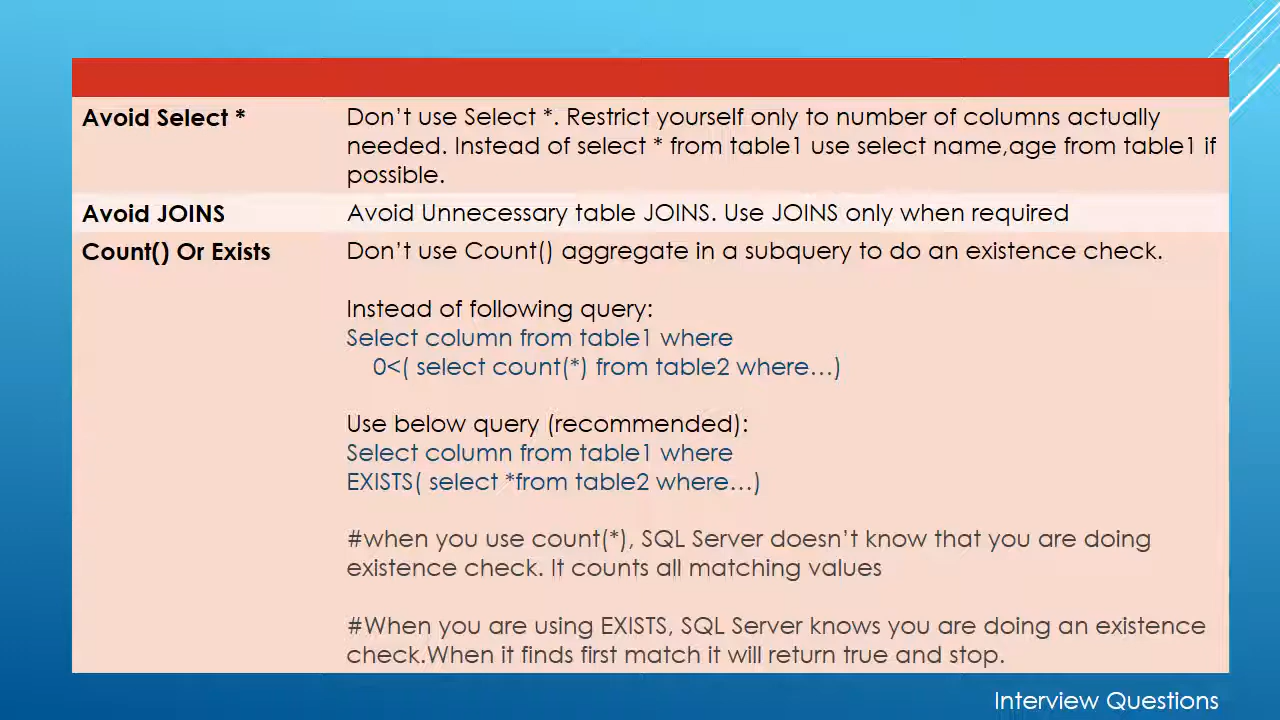 Avoid Select *
Don't use Select *. Restrict yourself only to number of columns actually
needed. Instead of select * from table1 use select name,age from table1 if
possible.
Avoid JOINS
Avoid Unnecessary table JOINS. Use JOINS only when required
Count() Or Exists
Don't use Count() aggregate in a subquery to do an existence check.
Instead of following query:
Select column from table1 where
0<( select count(*) from table2 where...)
Use below query (recommended):
Select column from table1 where
EXISTS( select *from table2 where...)
#when you use count(*), SQL Server doesn't know that you are doing
existence check. It counts all matching values
#When you are using EXISTS, SQL Server knows you are doing an existence
check.When it finds first match it will return true and stop.
Interview Questions